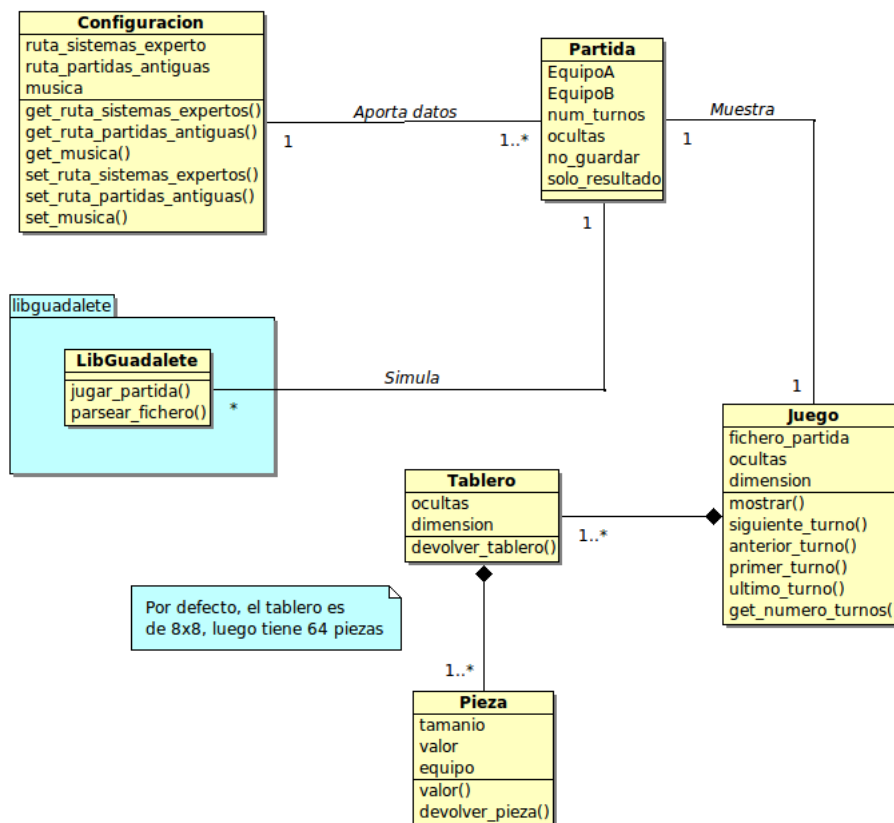 Configuracion
ruta_sistemas_experto
ruta_partidas_antiguas
musica
get_ruta_sistemas_expertos()
get_ruta_partidas_antiguas()
get_musica()
set_ruta_sistemas_expertos()
set_ruta_partidas_antiguas()
set_musica()
Aporta datos
1
1..*
Partida
EquipoA
EquipoB
num_turnos
ocultas
no_guardar
solo_resultado
Muestra
1
1
1
libguadalete
LibGuadalete
jugar_partida()
parsear_fichero()
Simula
*
Juego
fichero_partida
ocultas
dimension
mostrar()
siguiente_turno()
anterior_turno()
primer_turno()
ultimo_turno()
get_numero_turnos(
Tablero
ocultas
dimension
devolver_tablero()
1..*
Por defecto, el tablero es
de 8x8, luego tiene 64 piezas
1..*
Pieza
tamanio
valor
equipo
valor()
devolver_pieza()